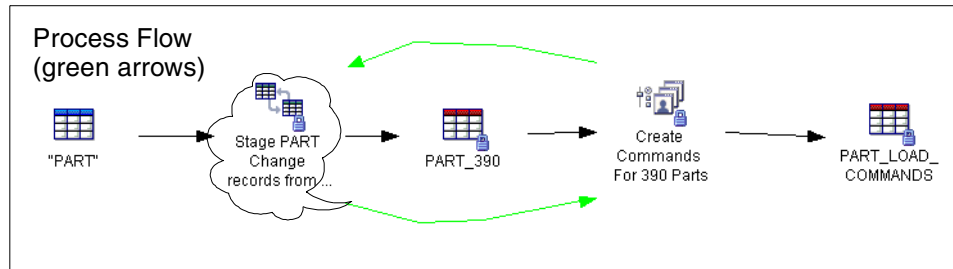 Process Flow
(green arrows)
"PART"
Stage PART
Change
records from ...
PART_390
Create
Commands
For 390 Parts
PART_LOAD_
COMMANDS